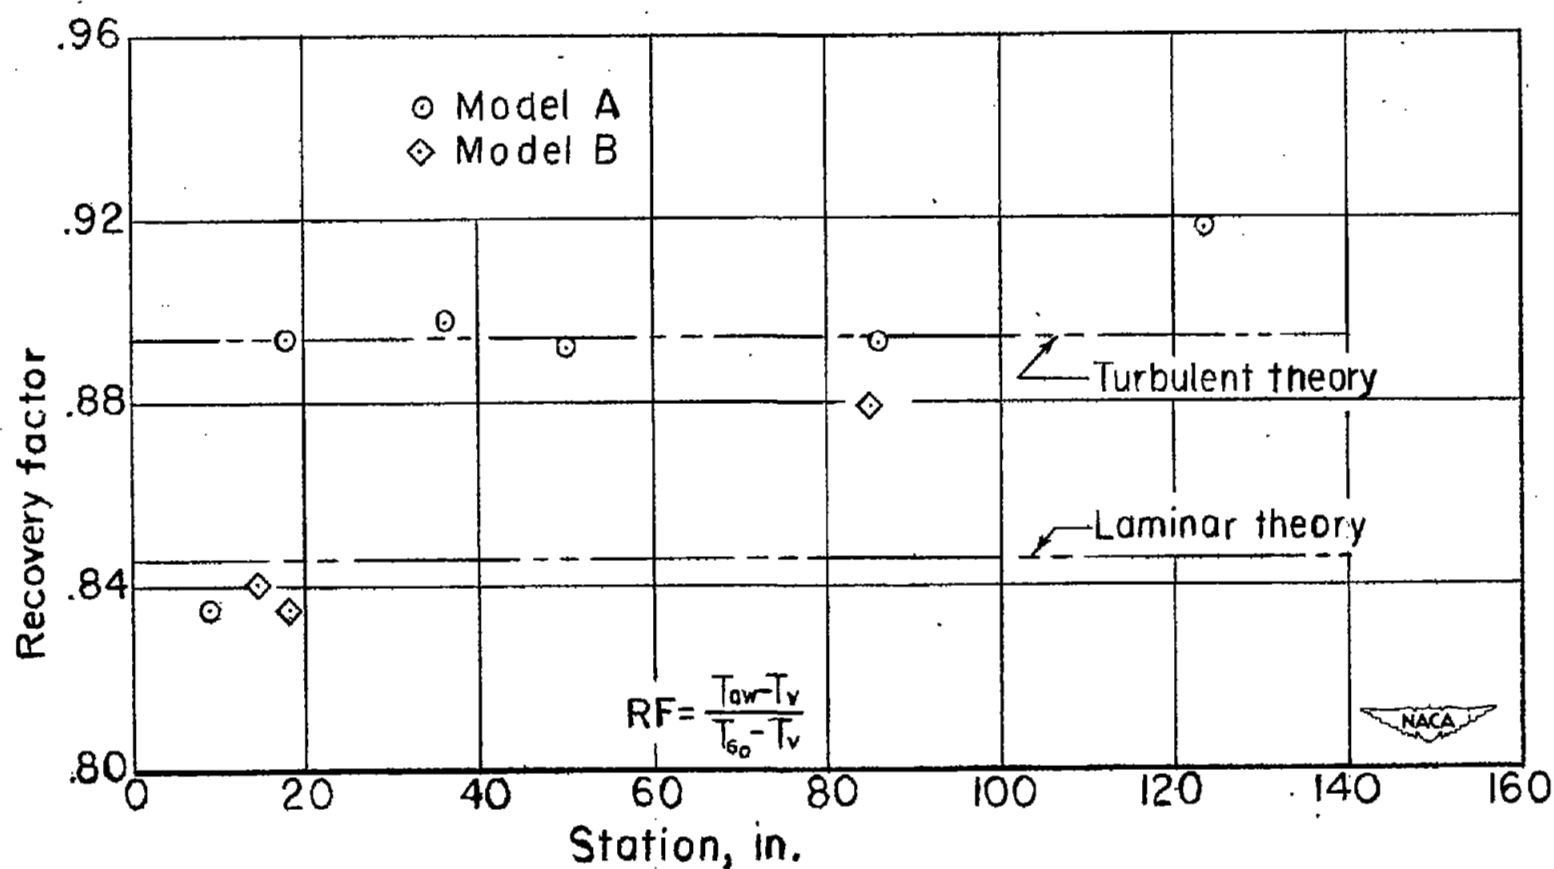 .96
Model A
Model B
.92
Turbulent theory
.88
Recovery factor
Laminar theory
.84
RF= Taw-Tv
TSo-Tv
NACA
.80
0 20 40 60 80 100 120 140 160
Station, in.